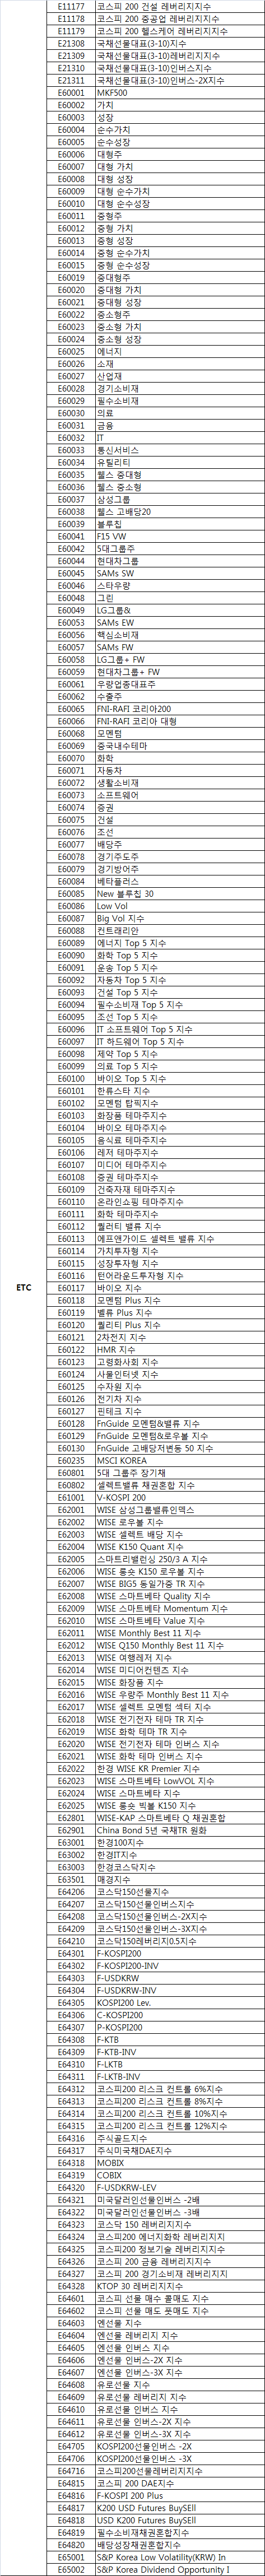 E11177 코스피 200 건설 레버리지지수
E11178 코스피 200 중공업 레버리지지수
E11179 코스피 200 헬스케어 레버리지지수
E21308 국채선물대표(3-10)지수
E21309 국채선물대표(3-10)레버리지지수
E21310 국채선물대표(3-10)인버스지수
E21311 국채선물대표(3-10)인버스-2X지수
E60001 MKF500
E60002 가치
E60003 성장
E60004 순수가치
E60005 순수성장
E60006 대형주
E60007 대형 가치
E60008 대형 성장
E60009 대형 순수가치
E60010 대형 순수성장
E60011 중형주
E60012 중형 가치
E60013 중형 성장
E60014 중형 순수가치
E60015 중형 순수성장
E60019 중대형주
E60020 중대형 가치
E60021 중대형 성장
E60022 중소형주
E60023 중소형 가치
E60024 중소형 성장
E60025 에너지
E60026 소재
E60027 산업재
E60028 경기소비재
E60029 필수소비재
E60030 의료
E60031 금융
E60032 IT
E60033 통신서비스
E60034 유틸리티
E60035 웰스 중대형
E60036 웰스 중소형
E60037 삼성그룹
E60038 웰스 고배당20
E60039 블루칩
E60041 F15 VW
E60042 5대그룹주
E60044 현대차그룹
E60045 SAMs SW
E60046 스타우량
E60048 그린
E60049 LG그룹&
E60053 SAMs EW
E60056 핵심소비재
E60057 SAMs FW
E60058 LG그룹+ FW
E60059 현대차그룹+ FW
E60061 우량업종대표주
E60062 수출주
E60065 FNI-RAFI 코리아200
E60066 FNI-RAFI 코리아 대형
E60068 모멘텀
E60069 중국내수테마
E60070 화학
E60071 자동차
E60072 생활소비재
E60073 소프트웨어
E60074 증권
E60075 건설
E60076 조선
E60077 배당주
E60078 경기주도주
E60079 경기방어주
E60084 베타플러스
E60085 New 블루칩 30
E60086 Low Vol
E60087 Big Vol 지수
E60088 컨트래리안
E60089 에너지 Top 5 지수
E60090 화학 Top 5 지수
E60091 운송 Top 5 지수
E60092 자동차 Top 5 지수
E60093 건설 Top 5 지수
E60094 필수소비재 Top 5 지수
E60095 조선 Top 5 지수
E60096 IT 소프트웨어 Top 5 지수
E60097 IT 하드웨어 Top 5 지수
E60098 제약 Top 5 지수
E60099 의료 Top 5 지수
E60100 바이오 Top 5 지수
E60101 한류스타 지수
E60102 모멘텀 탑픽지수
E60103 화장품 테마주지수
E60104 바이오 테마주지수
E60105 음식료 테마주지수
E60106 레저 테마주지수
E60107 미디어 테마주지수
E60108 증권 테마주지수
E60109 건축자재 테마주지수
E60110 온라인쇼핑 테마주지수
E60111 화학 테마주지수
E60112 퀄러티 밸류 지수
E60113 에프앤가이드 셀렉트 밸류 지수
E60114 가치투자형 지수
E60115 성장투자형 지수
E60116 턴어라운드투자형 지수
ETC E60117 바이오 지수
E60118 모멘텀 Plus 지수
E60119 밸류 Plus 지수
E60120 퀄리티 Plus 지수
E60121 2차전지 지수
E60122 HMR 지수
E60123 고령화사회 지수
E60124 사물인터넷 지수
E60125 수자원 지수
E60126 전기차 지수
E60127 핀테크 지수
E60128 FnGuide 모멘텀&밸류 지수
E60129 FnGuide 모멘텀&로우볼 지수
E60130 FnGuide 고배당저변동 50 지수
E60235 MSCI KOREA
E60801 5대 그룹주 장기채
E60802 셀렉트밸류 채권혼합 지수
E61001 V-KOSPI 200
E62001 WISE 삼성그룹밸류인덱스
E62002 WISE 로우볼 지수
E62003 WISE 셀렉트 배당 지수
E62004 WISE K150 Quant 지수
E62005 스마트리밸런싱 250/3 A 지수
E62006 WISE 롱숏 K150 로우볼 지수
E62007 WISE BIG5 동일가중 TR 지수
E62008 WISE 스마트베타 Quality 지수
E62009 WISE 스마트베타 Momentum 지수
E62010 WISE 스마트베타 Value 지수
E62011 WISE Monthly Best 11 지수
E62012 WISE Q150 Monthly Best 11 지수
E62013 WISE 여행레저 지수
E62014 WISE 미디어컨텐츠 지수
E62015 WISE 화장품 지수
E62016 WISE 우량주 Monthly Best 11 지수
E62017 WISE 셀렉트 모멘텀 섹터 지수
E62018 WISE 전기전자 테마 TR 지수
E62019 WISE 화학 테마 TR 지수
E62020 WISE 전기전자 테마 인버스 지수
E62021 WISE 화학 테마 인버스 지수
E62022 한경 WISE KR Premier 지수
E62023 WISE 스마트베타 LowVOL 지수
E62024 WISE 스마트베타 지수
E62025 WISE 롱숏 빅볼 K150 지수
E62801 WISE-KAP 스마트베타 Q 채권혼합
E62901 China Bond 5년 국채TR 원화
E63001 한경100지수
E63002 한경IT지수
E63003 한경코스닥지수
E63501 매경지수
E64206 코스닥150선물지수
E64207 코스닥150선물인버스지수
E64208 코스닥150선물인버스-2X지수
E64209 코스닥150선물인버스-3X지수
E64210 코스닥150레버리지0.5지수
E64301 F-KOSPI200
E64302 F-KOSPI200-INV
E64303 F-USDKRW
E64304 F-USDKRW-INV
E64305 KOSPI200 Lev.
E64306 C-KOSPI200
E64307 P-KOSPI200
E64308 F-KTB
E64309 F-KTB-INV
E64310 F-LKTB
E64311 F-LKTB-INV
E64312 코스피200 리스크 컨트롤 6%지수
E64313 코스피200 리스크 컨트롤 8%지수
E64314 코스피200 리스크 컨트롤 10%지수
E64315 코스피200 리스크 컨트롤 12%지수
E64316 주식골드지수
E64317 주식미국채DAE지수
E64318 MOBIX
E64319 COBIX
E64320 F-USDKRW-LEV
E64321 미국달러인선물인버스 -2배
E64322 미국달러인선물인버스 -3배
E64323 코스닥 150 레버리지지수
E64324 코스피200 에너지화학 레버리지지
E64325 코스피200 정보기술 레버리지지수
E64326 코스피 200 금융 레버리지지수
E64327 코스피 200 경기소비재 레버리지지
E64328 KTOP 30 레버리지지수
E64601 코스피 선물 매수 콜매도 지수
E64602 코스피 선물 매도 풋매도 지수
E64603 엔선물 지수
E64604 엔선물 레버리지 지수
E64605 엔선물 인버스 지수
E64606 엔선물 인버스-2X 지수
E64607 엔선물 인버스-3X 지수
E64608 유로선물 지수
E64609 유로선물 레버리지 지수
E64610 유로선물 인버스 지수
E64611 유로선물 인버스-2X 지수
E64612 유로선물 인버스-3X 지수
E64705 KOSPI200선물인버스 -2X
E64706 KOSPI200선물인버스 -3X
E64716 코스피200선물레버리지지수
E64815 코스피 200 DAE지수
E64816 F-KOSPI 200 Plus
E64817 K200 USD Futures BuySEll
E64818 USD K200 Futures BuySEll
E64819 필수소비재채권혼합지수
E64820 배당성장채권혼합지수
E65001 S&P Korea Low Volatility(KRW) In
E65002 S&P Korea Dividend Opportunity I